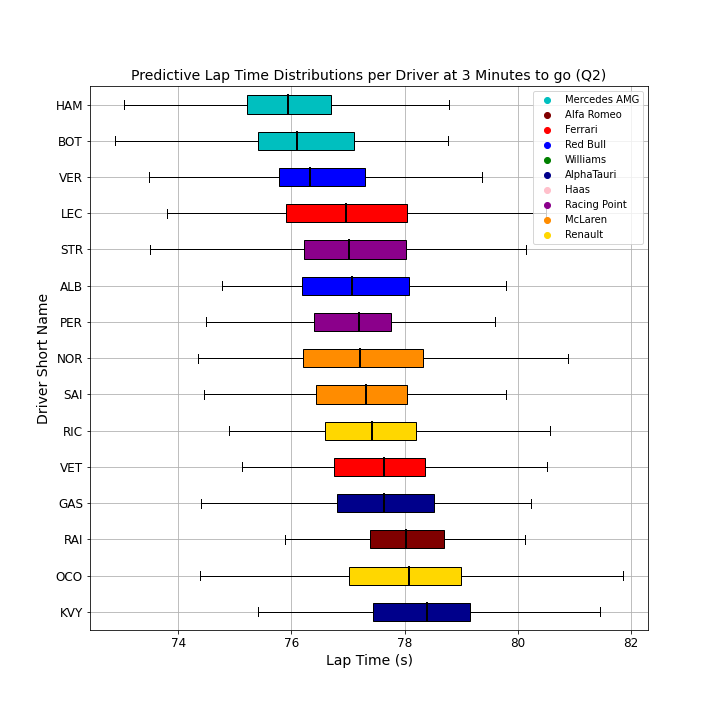 Predictive Lap Time Distributions per Driver at 3 Minutes to go (Q2)
Mercedes AMG
Alfa Romeo
Ferrari
Red Bull
Williams
AlphaTauri
Haas
Racing Point
McLaren
Renault
Driver Short Name
HAM
BOT
VER
LEC
STR
ALB
PER
NOR
SAI
RIC
VET
GAS
RAI
OCO
KVY
74 76 78 80 82
Lap Time (s)